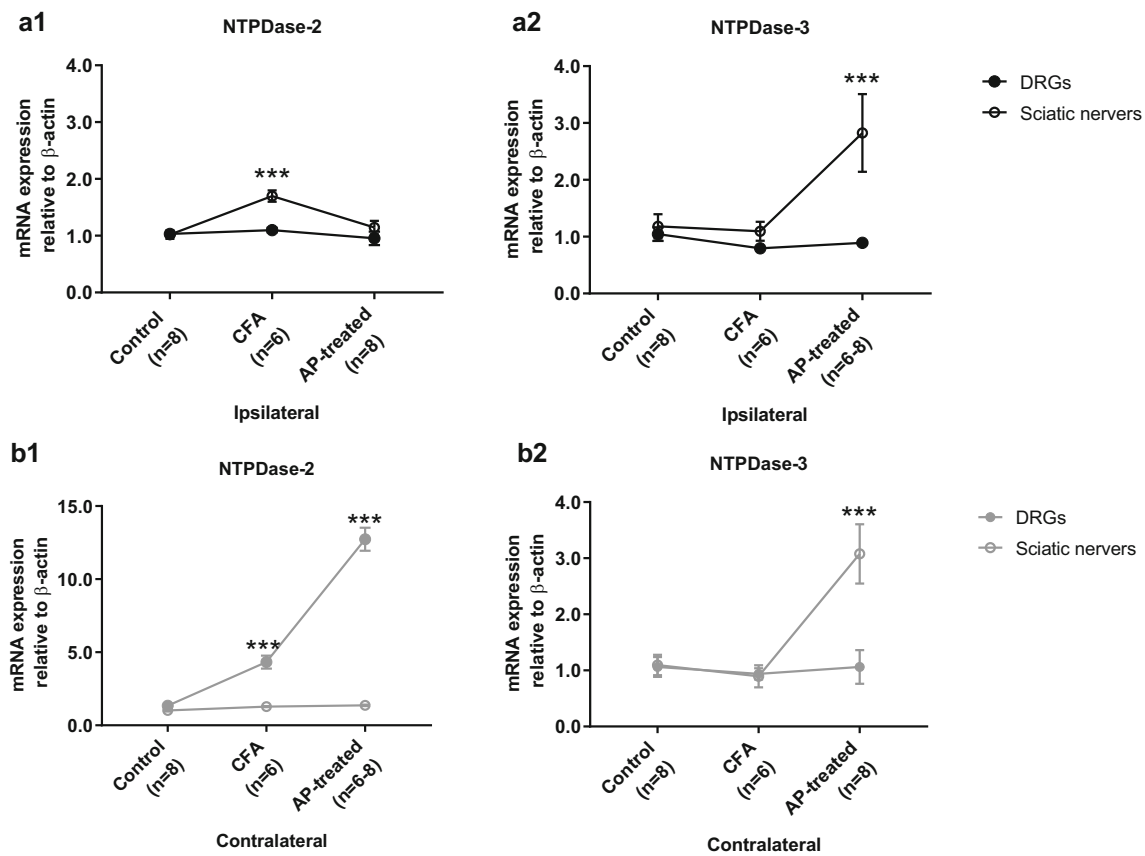 a1
NTPDase-2
mRNA expression
relative to β-actin
4.0
3.0
2.0
1.0
0.0
***
Control
(n=8)
CFA
(n=6)
AP-treated
(n=8)
Ipsilateral
a2
NTPDase-3
mRNA expression
relative to β-actin
4.0
3.0
2.0
1.0
0.0
***
Control
(n=8)
CFA
(n=6)
AP-treated
(n=6-8)
Ipsilateral
DRGs
Sciatic nervers
b1
NTPDase-2
mRNA expression
relative to β-actin
15.0
10.0
5.0
0.0
***
***
Control
(n=8)
CFA
(n=6)
AP-treated
(n=6-8)
Contralateral
b2
NTPDase-3
mRNA expression
relative to β-actin
4.0
3.0
2.0
1.0
0.0
***
Control
(n=8)
CFA
(n=6)
AP-treated
(n=8)
Contralateral
DRGs
Sciatic nervers